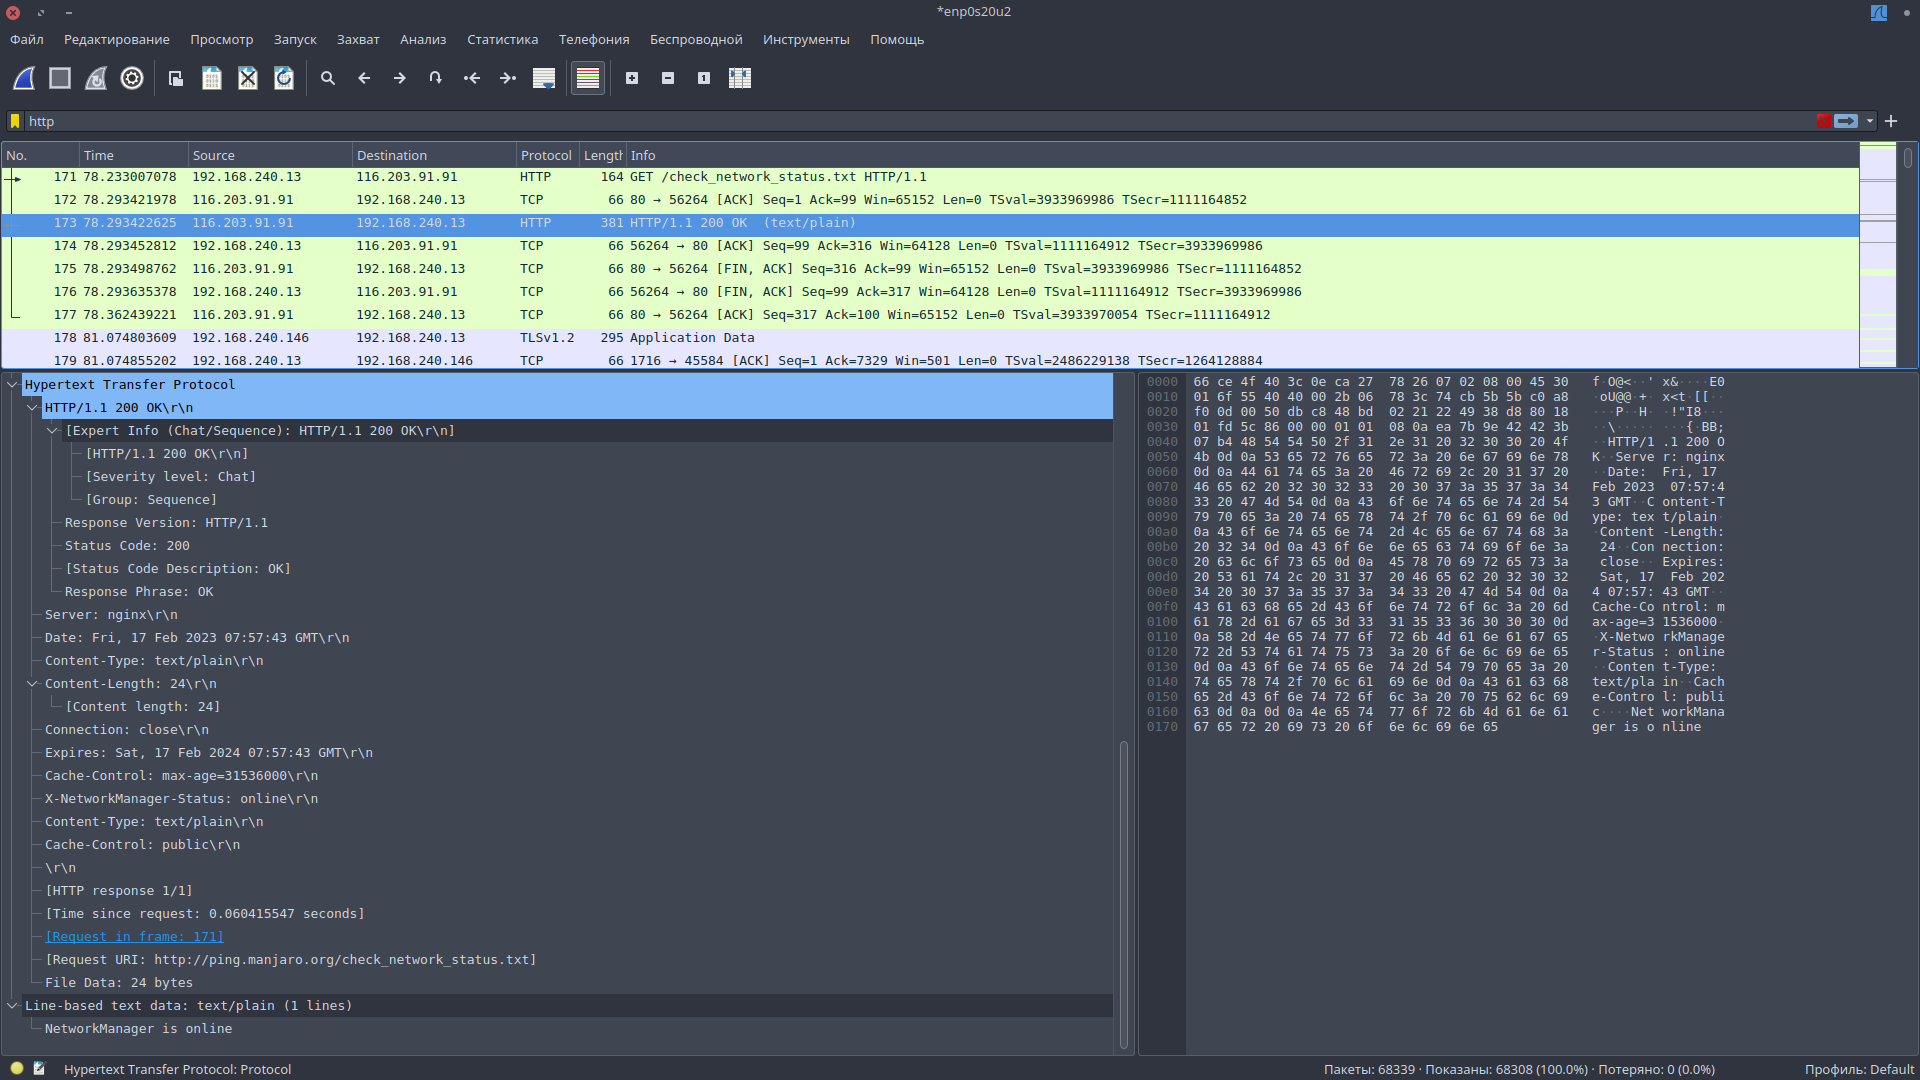 *enp0s20u2
Файл Редактирование Просмотр Запуск Захват Анализ Статистика Телефония Беспроводной Инструменты Помощь
http
No. Time Source Destination Protocol Length Info
171 78.233007078 192.168.240.13 116.203.91.91 HTTP 164 GET /check_network_status.txt HTTP/1.1
172 78.293421978 116.203.91.91 192.168.240.13 TCP 66 80 → 56264 [ACK] Seq=1 Ack=99 Win=65152 Len=0 TSval=3933969986 TSecr=1111164852
173 78.293422625 116.203.91.91 192.168.240.13 HTTP 381 HTTP/1.1 200 OK  (text/plain)
174 78.293452812 192.168.240.13 116.203.91.91 TCP 66 56264 → 80 [ACK] Seq=99 Ack=316 Win=64128 Len=0 TSval=1111164912 TSecr=3933969986
175 78.293498762 116.203.91.91 192.168.240.13 TCP 66 80 → 56264 [FIN, ACK] Seq=316 Ack=99 Win=65152 Len=0 TSval=3933969986 TSecr=1111164852
176 78.293635378 192.168.240.13 116.203.91.91 TCP 66 56264 → 80 [FIN, ACK] Seq=99 Ack=317 Win=64128 Len=0 TSval=1111164912 TSecr=3933969986
177 78.362439221 116.203.91.91 192.168.240.13 TCP 66 80 → 56264 [ACK] Seq=317 Ack=100 Win=65152 Len=0 TSval=3933970054 TSecr=1111164912
178 81.074803609 192.168.240.146 192.168.240.13 TLSv1.2 295 Application Data
179 81.074855202 192.168.240.13 192.168.240.146 TCP 66 1716 → 45584 [ACK] Seq=1 Ack=7329 Win=501 Len=0 TSval=2486229138 TSecr=1264128884
Hypertext Transfer Protocol
HTTP/1.1 200 OK\r\n
[Expert Info (Chat/Sequence): HTTP/1.1 200 OK\r\n]
[HTTP/1.1 200 OK\r\n]
[Severity level: Chat]
[Group: Sequence]
Response Version: HTTP/1.1
Status Code: 200
[Status Code Description: OK]
Response Phrase: OK
Server: nginx\r\n
Date: Fri, 17 Feb 2023 07:57:43 GMT\r\n
Content-Type: text/plain\r\n
Content-Length: 24\r\n
[Content length: 24]
Connection: close\r\n
Expires: Sat, 17 Feb 2024 07:57:43 GMT\r\n
Cache-Control: max-age=31536000\r\n
X-NetworkManager-Status: online\r\n
Content-Type: text/plain\r\n
Cache-Control: public\r\n
\r\n
[HTTP response 1/1]
[Time since request: 0.060415547 seconds]
[Request in frame: 171]
[Request URI: http://ping.manjaro.org/check_network_status.txt]
File Data: 24 bytes
Line-based text data: text/plain (1 lines)
NetworkManager is online
0000 66 ce 4f 40 3c 0e ca 27 78 26 07 02 08 00 45 30 f·O@<··' x&····E0
0010 01 6f 55 40 40 00 2b 06 78 3c 74 cb 5b 5b c0 a8 ·oU@@·+· x<t·[[··
0020 f0 0d 00 50 db c8 48 bd 02 21 22 49 38 d8 80 18 ···P··H· ·!"I8···
0030 01 fd 5c 86 00 00 01 01 08 0a ea 7b 9e 42 42 3b ··\····· ···{·BB;
0040 07 b4 48 54 54 50 2f 31 2e 31 20 32 30 30 20 4f ··HTTP/1 .1 200 O
0050 4b 0d 0a 53 65 72 76 65 72 3a 20 6e 67 69 6e 78 K··Serve r: nginx
0060 0d 0a 44 61 74 65 3a 20 46 72 69 2c 20 31 37 20 ··Date:  Fri, 17
0070 46 65 62 20 32 30 32 33 20 30 37 3a 35 37 3a 34 Feb 2023  07:57:4
0080 33 20 47 4d 54 0d 0a 43 6f 6e 74 65 6e 74 2d 54 3 GMT··C ontent-T
0090 79 70 65 3a 20 74 65 78 74 2f 70 6c 61 69 6e 0d ype: tex t/plain·
00a0 0a 43 6f 6e 74 65 6e 74 2d 4c 65 6e 67 74 68 3a ·Content -Length:
00b0 20 32 34 0d 0a 43 6f 6e 6e 65 63 74 69 6f 6e 3a 24··Con nection:
00c0 20 63 6c 6f 73 65 0d 0a 45 78 70 69 72 65 73 3a close·· Expires:
00d0 20 53 61 74 2c 20 31 37 20 46 65 62 20 32 30 32 Sat, 17  Feb 202
00e0 34 20 30 37 3a 35 37 3a 34 33 20 47 4d 54 0d 0a 4 07:57: 43 GMT··
00f0 43 61 63 68 65 2d 43 6f 6e 74 72 6f 6c 3a 20 6d Cache-Co ntrol: m
0100 61 78 2d 61 67 65 3d 33 31 35 33 36 30 30 30 0d ax-age=3 1536000·
0110 0a 58 2d 4e 65 74 77 6f 72 6b 4d 61 6e 61 67 65 ·X-Netwo rkManage
0120 72 2d 53 74 61 74 75 73 3a 20 6f 6e 6c 69 6e 65 r-Status : online
0130 0d 0a 43 6f 6e 74 65 6e 74 2d 54 79 70 65 3a 20 ··Conten t-Type:
0140 74 65 78 74 2f 70 6c 61 69 6e 0d 0a 43 61 63 68 text/pla in··Cach
0150 65 2d 43 6f 6e 74 72 6f 6c 3a 20 70 75 62 6c 69 e-Contro l: publi
0160 63 0d 0a 0d 0a 4e 65 74 77 6f 72 6b 4d 61 6e 61 c····Net workMana
0170 67 65 72 20 69 73 20 6f 6e 6c 69 6e 65 ger is o nline
Hypertext Transfer Protocol: Protocol
Пакеты: 68339 · Показаны: 68308 (100.0%) · Потеряно: 0 (0.0%)
Профиль: Default